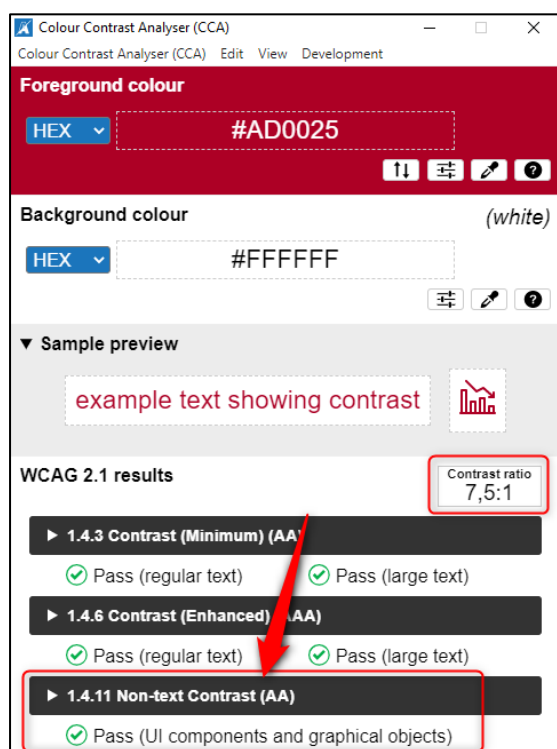 Colour Contrast Analyser (CCA)
Colour Contrast Analyser (CCA) Edit View Development
Foreground colour
HEX #AD0025
Background colour (white)
HEX #FFFFFF
▼ Sample preview
example text showing contrast
WCAG 2.1 results
Contrast ratio
7,5:1
▶ 1.4.3 Contrast (Minimum) (AA)
Pass (regular text) Pass (large text)
▶ 1.4.6 Contrast (Enhanced) (AAA)
Pass (regular text) Pass (large text)
▶ 1.4.11 Non-text Contrast (AA)
Pass (UI components and graphical objects)